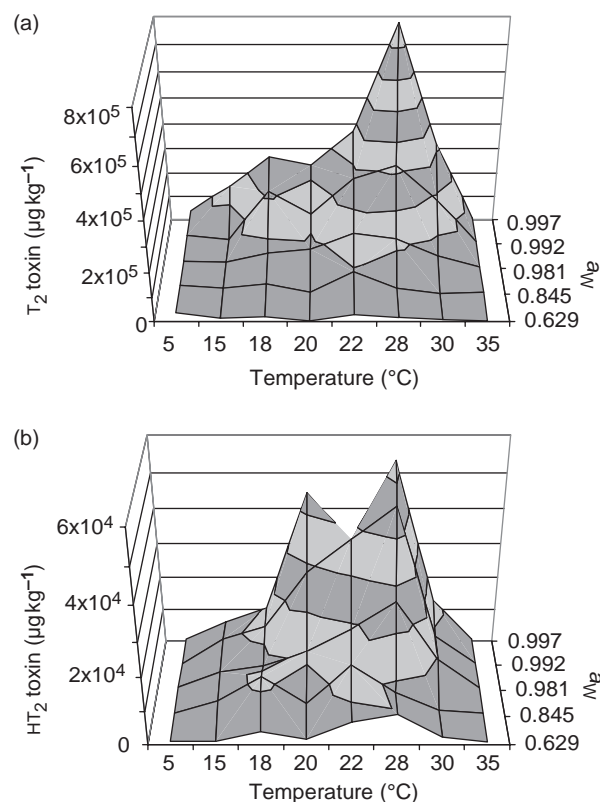 (a)
8x10⁵
6x10⁵
4x10⁵
2x10⁵
0
T₂ toxin (µg kg⁻¹)
0.997
0.992
0.981
0.845
0.629
a_W
5 15 18 20 22 28 30 35
Temperature (°C)
(b)
6x10⁴
4x10⁴
2x10⁴
0
HT₂ toxin (µg kg⁻¹)
0.997
0.992
0.981
0.845
0.629
a_W
5 15 18 20 22 28 30 35
Temperature (°C)